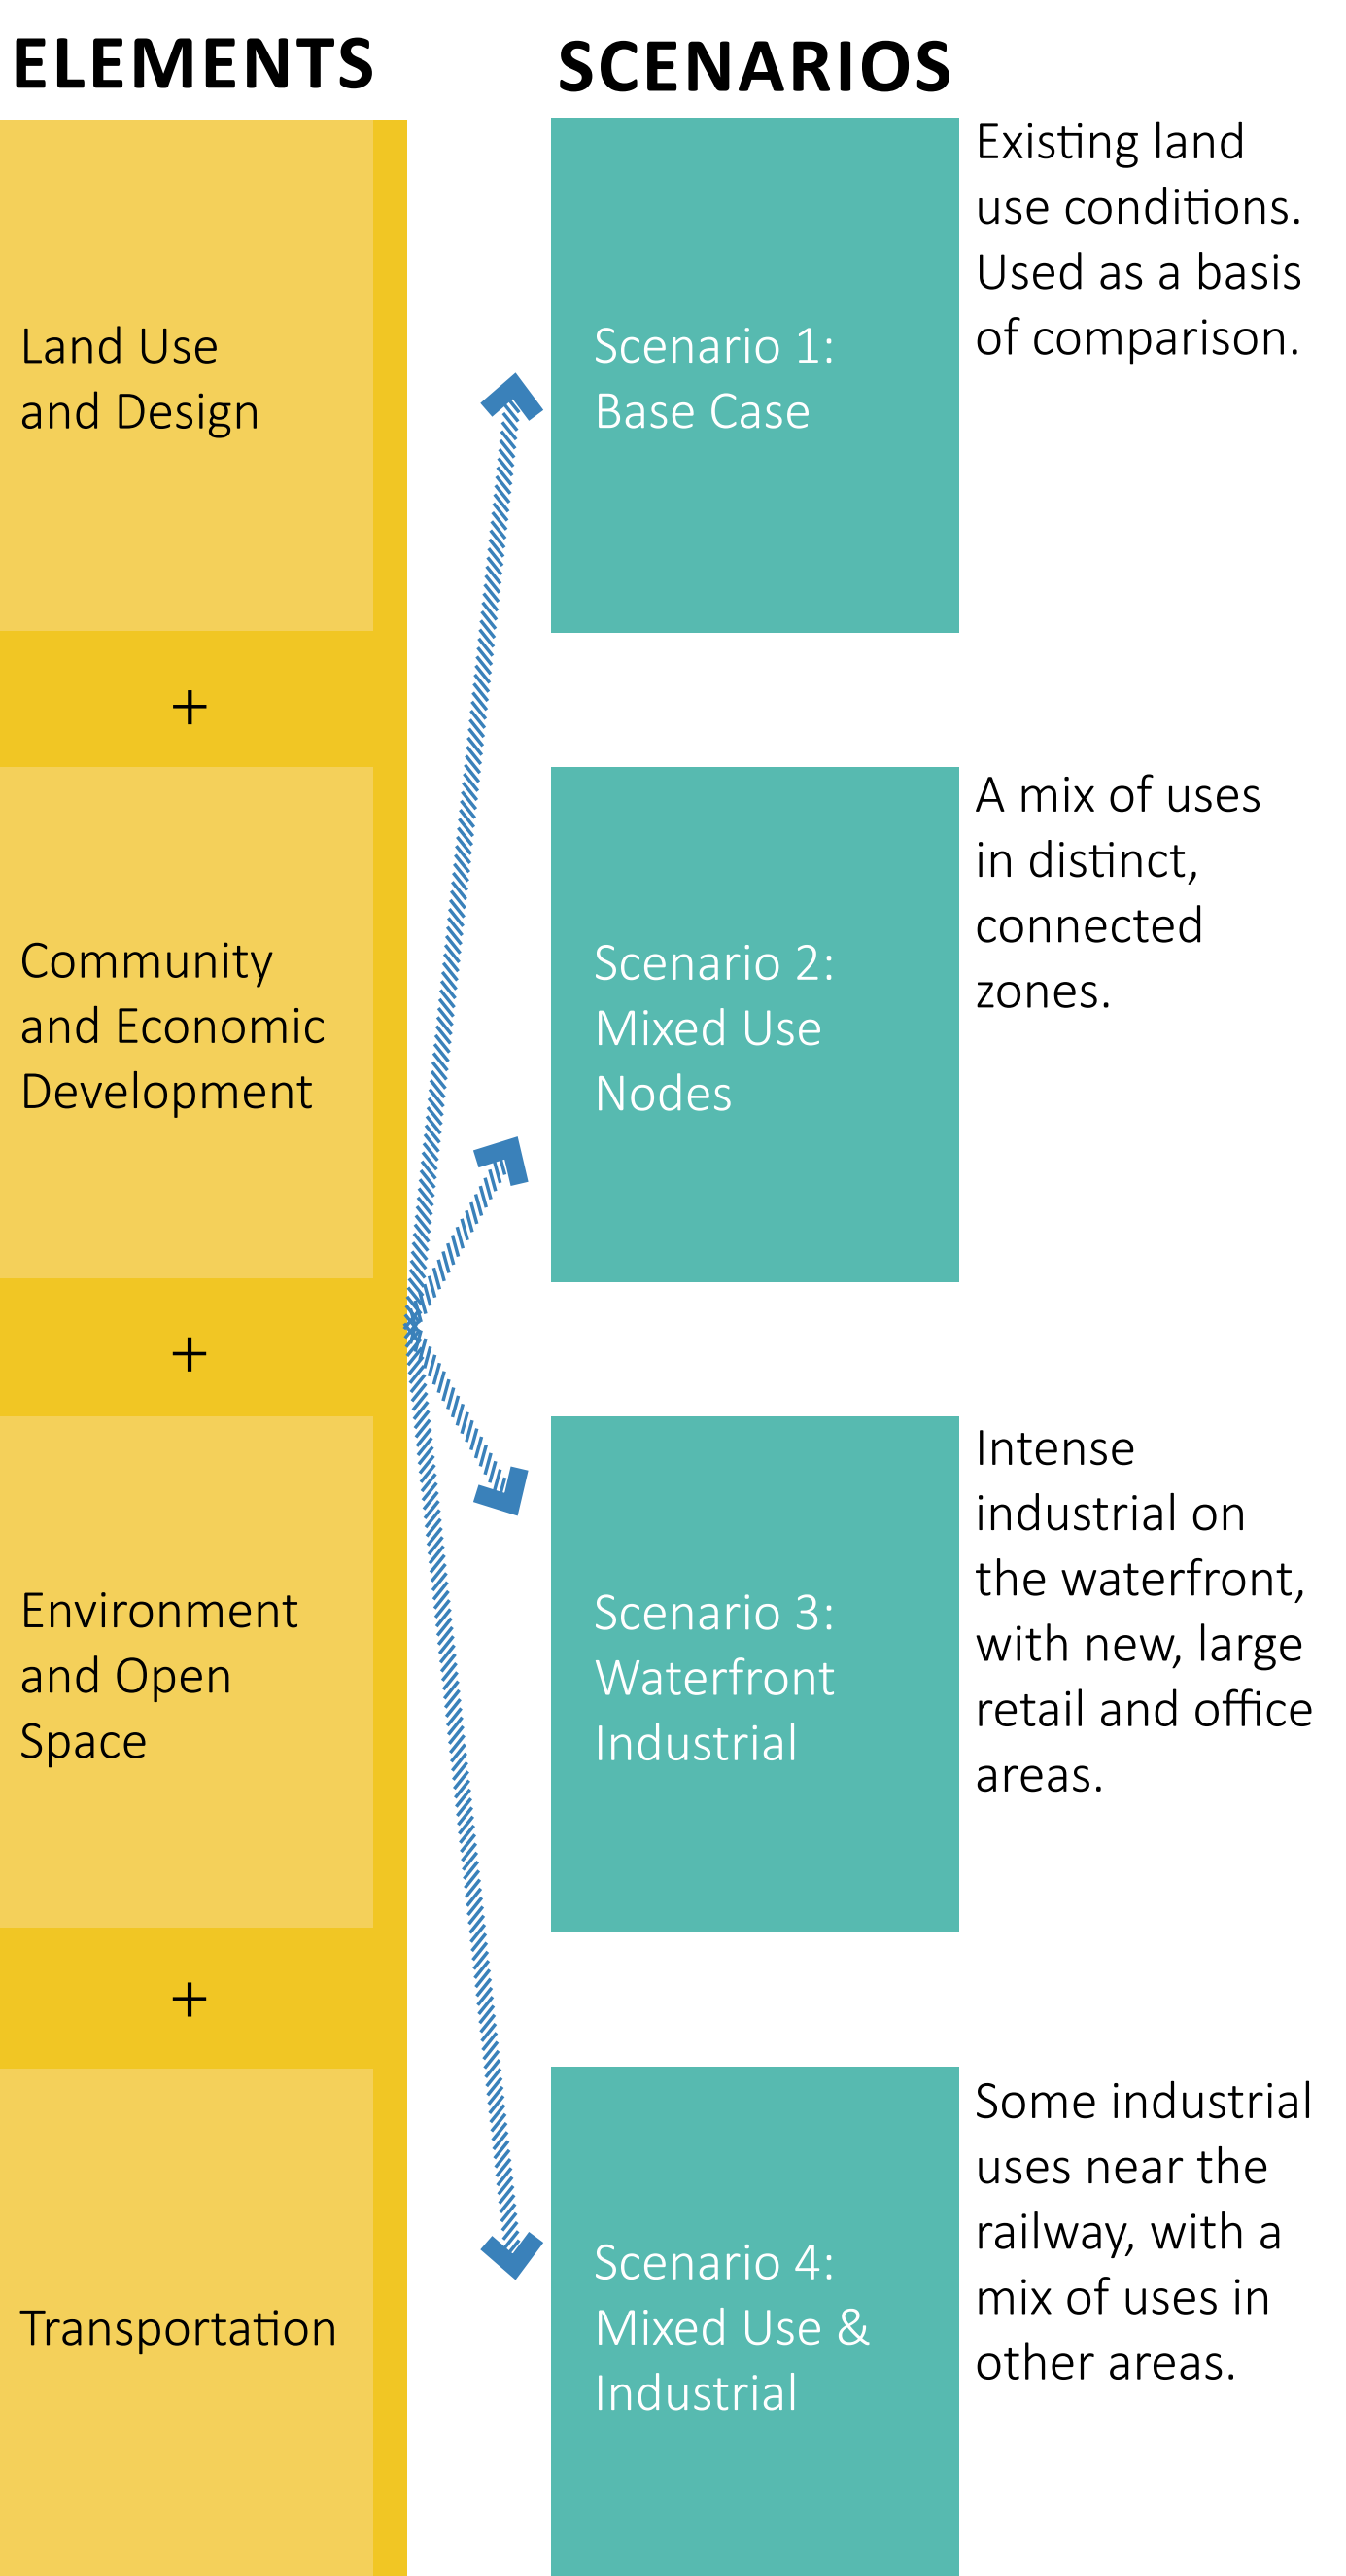 ELEMENTS
SCENARIOS
Land Use
and Design
+
Community
and Economic
Development
+
Environment
and Open
Space
+
Transportation
Scenario 1:
Base Case
Existing land
use conditions.
Used as a basis
of comparison.
Scenario 2:
Mixed Use
Nodes
A mix of uses
in distinct,
connected
zones.
Scenario 3:
Waterfront
Industrial
Intense
industrial on
the waterfront,
with new, large
retail and office
areas.
Scenario 4:
Mixed Use &
Industrial
Some industrial
uses near the
railway, with a
mix of uses in
other areas.